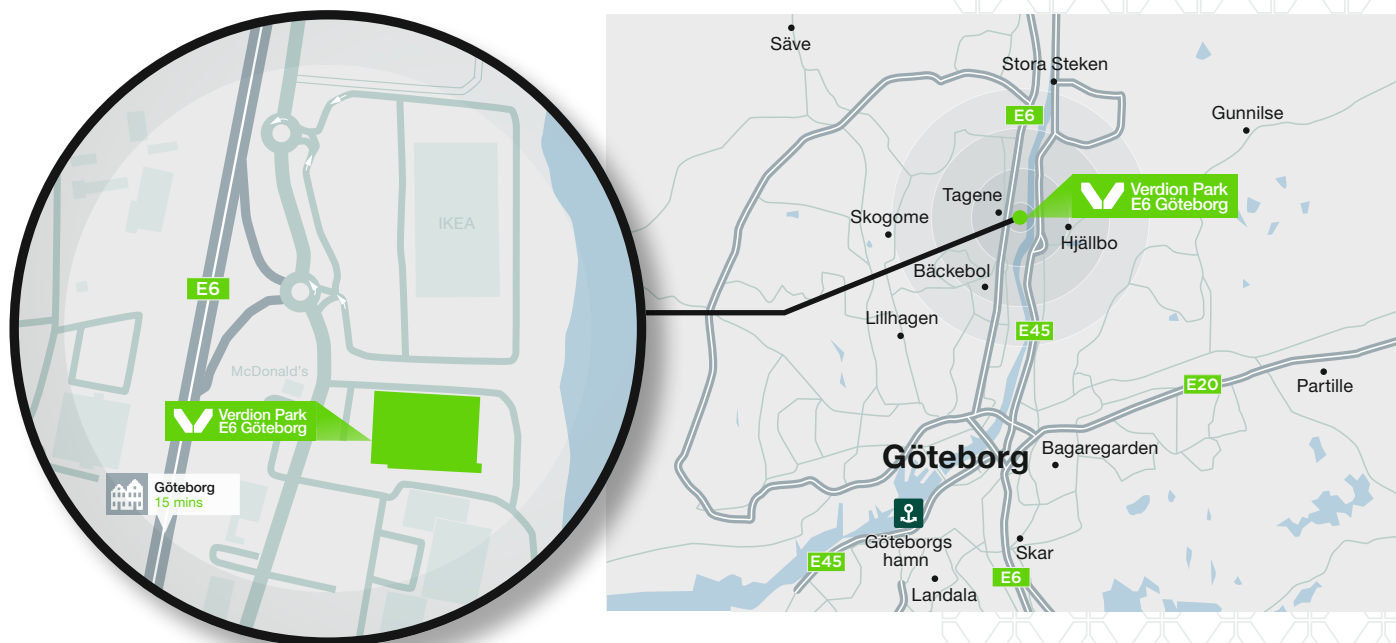 IKEA
E6
McDonald's
Verdion Park
E6 Göteborg
Göteborg
15 mins
Säve
Stora Steken
E6
Gunnilse
Verdion Park
E6 Göteborg
Tagene
Skogome
Hjällbo
Bäckebol
Lillhagen
E45
E20
Partille
Göteborg
Bagaregarden
Göteborgs
hamn
Skar
E45
E6
Landala